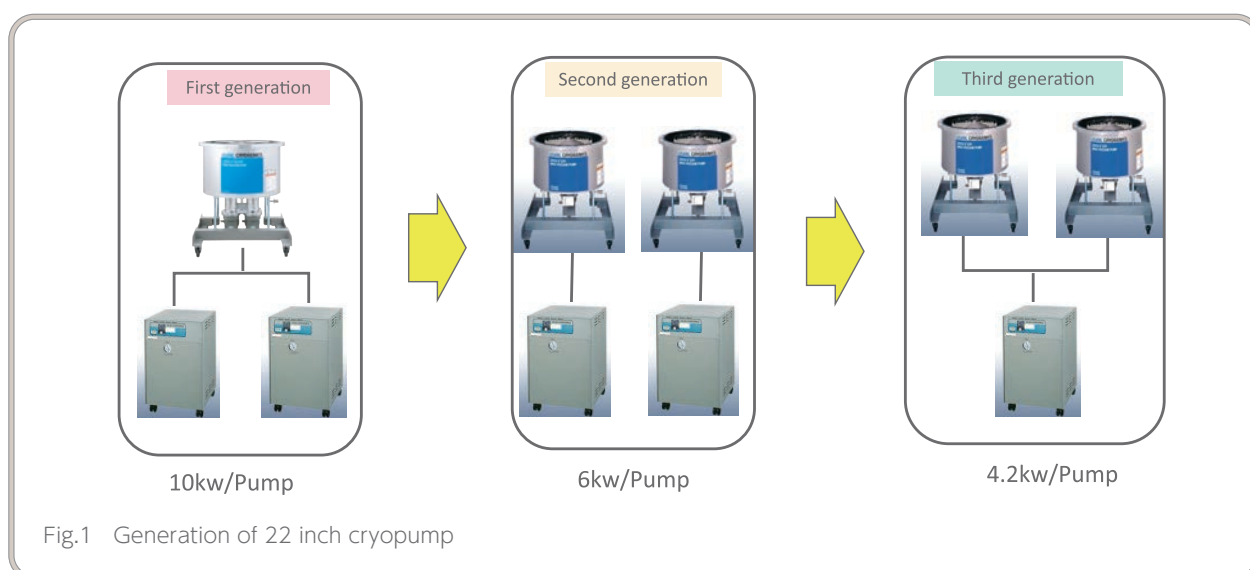 First generation
Second generation
Third generation
10kw/Pump
6kw/Pump
4.2kw/Pump
Fig.1 Generation of 22 inch cryopump